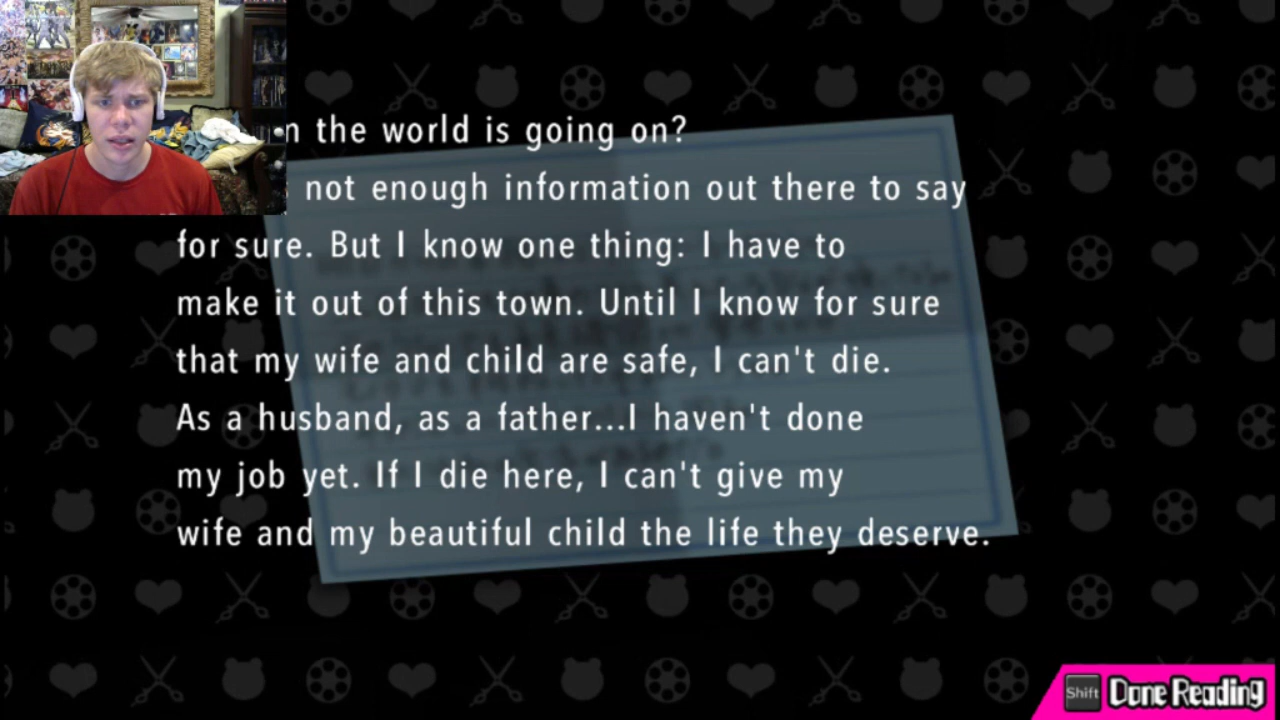 n the world is going on?
not enough information out there to say
for sure. But I know one thing: I have to
make it out of this town. Until I know for sure
that my wife and child are safe, I can't die.
As a husband, as a father...I haven't done
my job yet. If I die here, I can't give my
wife and my beautiful child the life they deserve.
Shift Done Reading